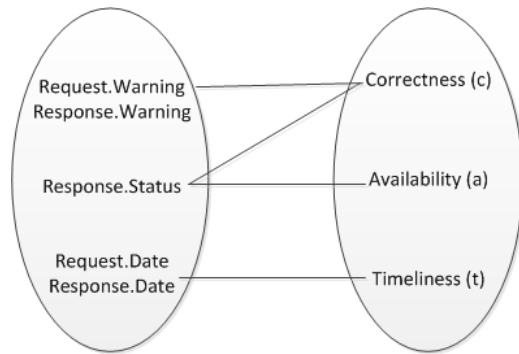 Request.Warning
Response.Warning
Correctness (c)
Response.Status
Availability (a)
Request.Date
Response.Date
Timeliness (t)